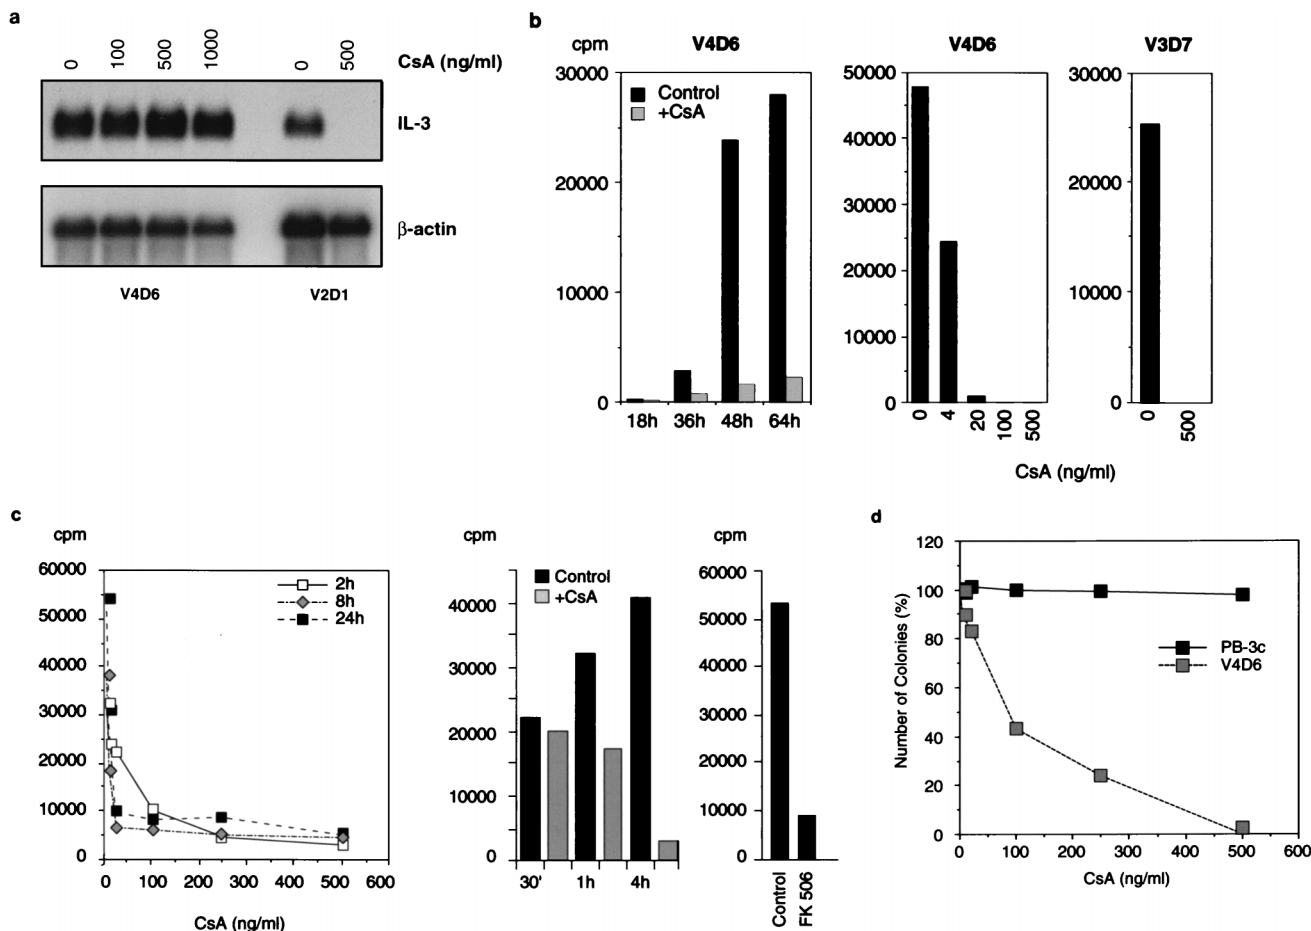 a
0 100 500 1000 0 500 CsA (ng/ml)
IL-3
β-actin
V4D6 V2D1
b
cpm V4D6 V4D6 V3D7
30000 50000 30000
Control
+CsA
20000
10000
0
40000
30000
20000
10000
0
20000
10000
0
18h 36h 48h 64h
0 4 20 100 500
0 500
CsA (ng/ml)
c
cpm
60000
50000
40000
30000
20000
10000
0
2h
8h
24h
0 100 200 300 400 500 600
CsA (ng/ml)
cpm
Control
+CsA
40000
30000
20000
10000
0
30' 1h 4h
cpm
60000
50000
40000
30000
20000
10000
0
Control FK 506
d
Number of Colonies (%)
120
100
80
60
40
20
0
PB-3c
V4D6
0 100 200 300 400 500 600
CsA (ng/ml)